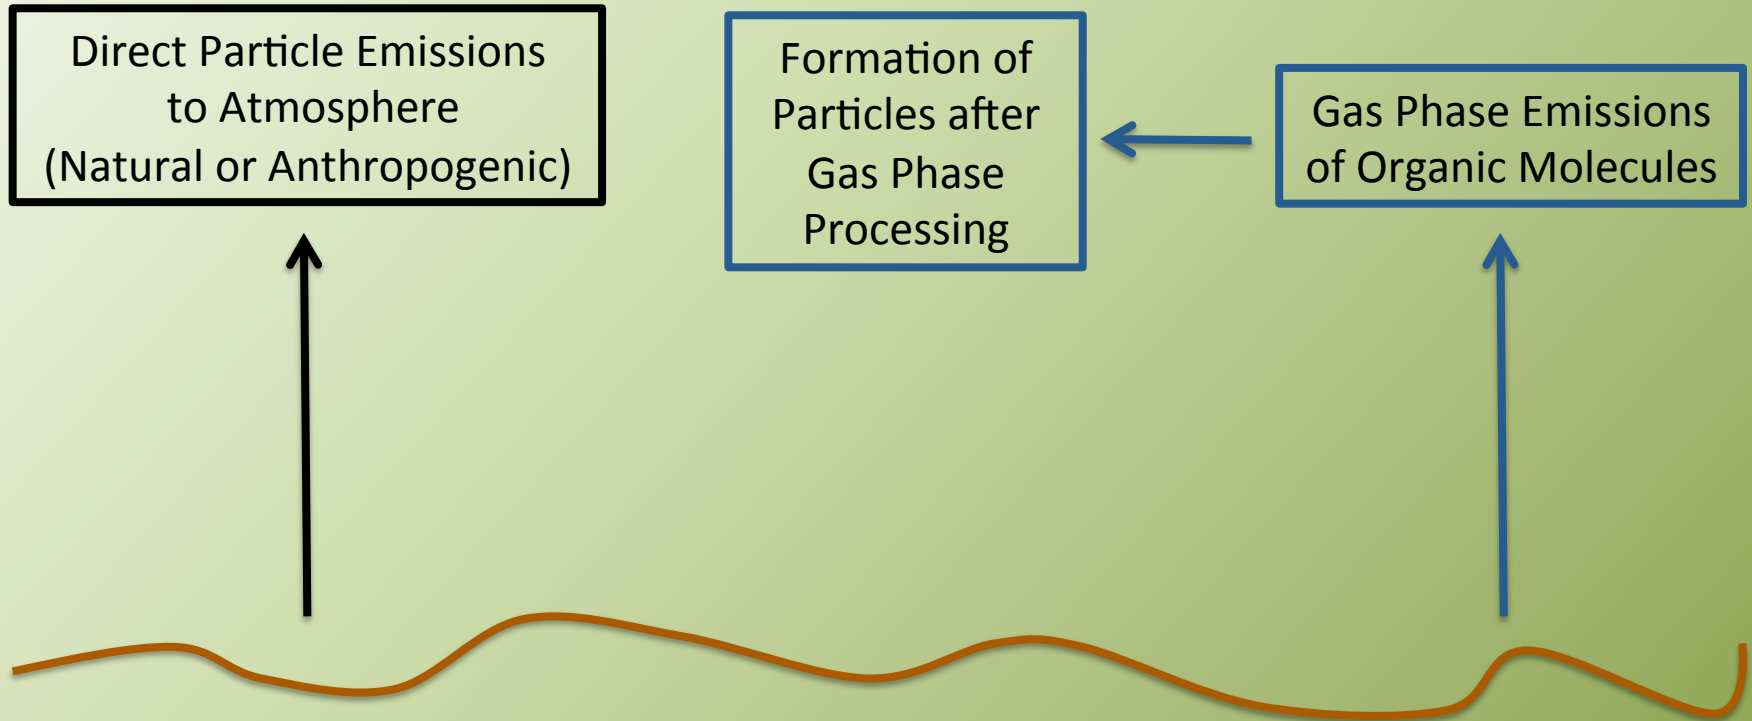 Direct Particle Emissions
to Atmosphere
(Natural or Anthropogenic)
Formation of
Particles after
Gas Phase
Processing
Gas Phase Emissions
of Organic Molecules